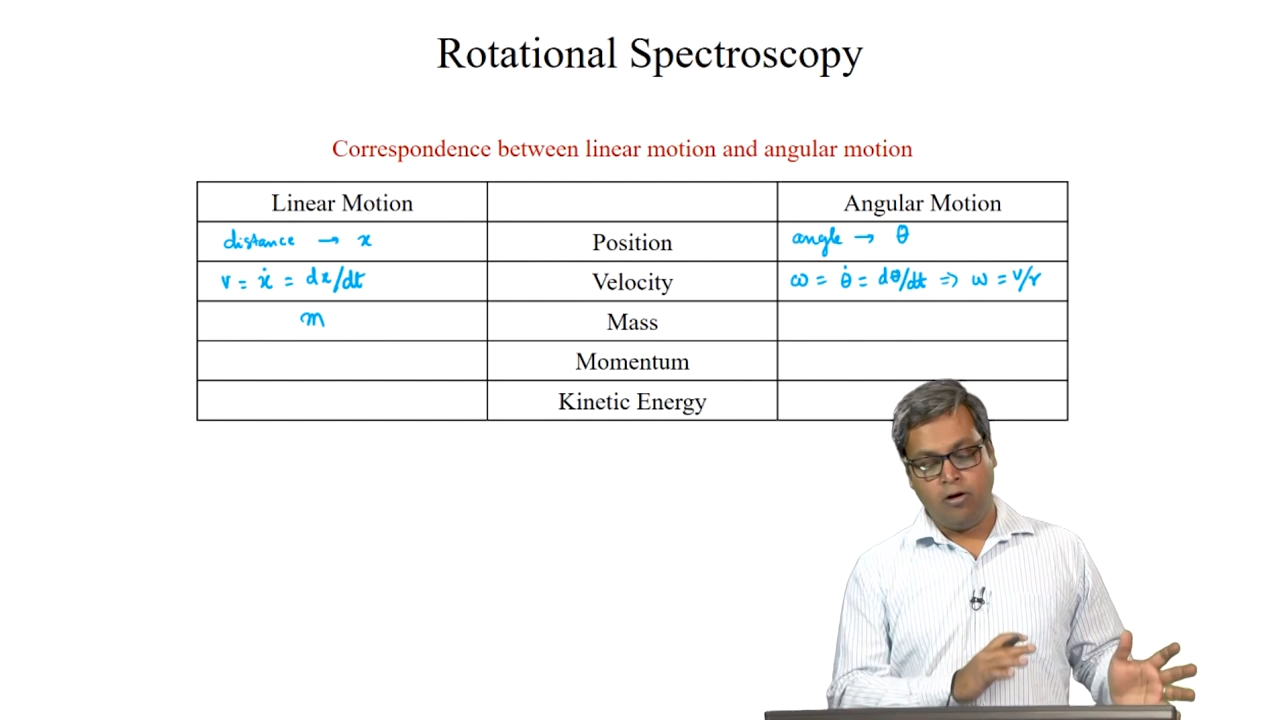 Rotational Spectroscopy
Correspondence between linear motion and angular motion
Linear Motion Angular Motion
distance → x Position angle → θ
v = ẋ = dx/dt Velocity ω = θ̇ = dθ/dt ⇒ ω = v/r
m Mass
Momentum
Kinetic Energy